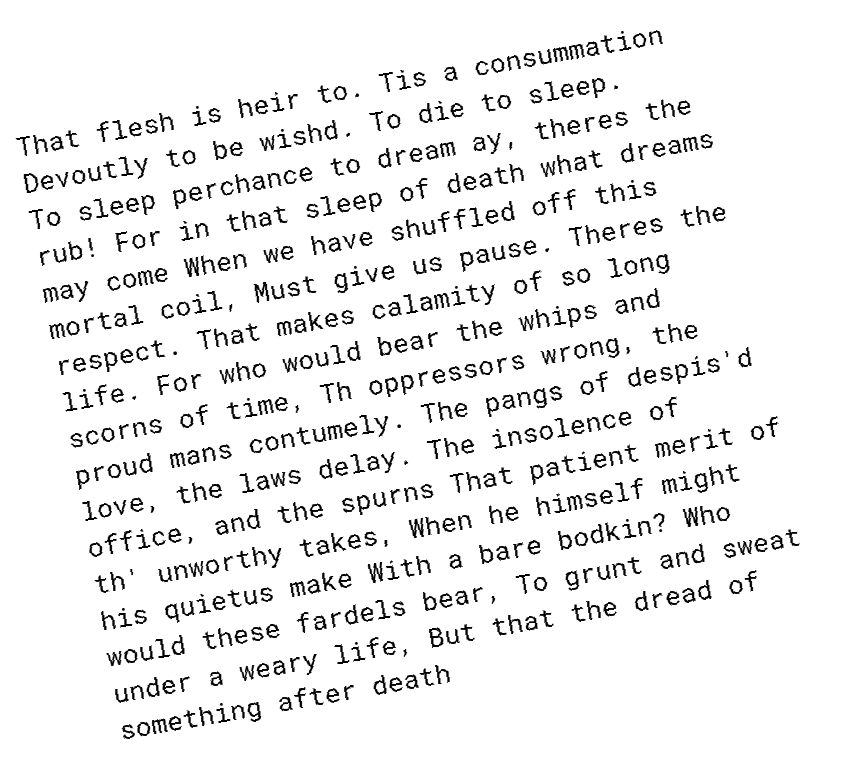 That flesh is heir to. Tis a consummation
Devoutly to be wishd. To die to sleep.
To sleep perchance to dream ay, theres the
rub! For in that sleep of death what dreams
may come When we have shuffled off this
mortal coil, Must give us pause. Theres the
respect. That makes calamity of so long
life. For who would bear the whips and
scorns of time, Th oppressors wrong, the
proud mans contumely. The pangs of despis'd
love, the laws delay. The insolence of
office, and the spurns That patient merit of
th' unworthy takes, When he himself might
his quietus make With a bare bodkin? Who
would these fardels bear, To grunt and sweat
under a weary life, But that the dread of
something after death